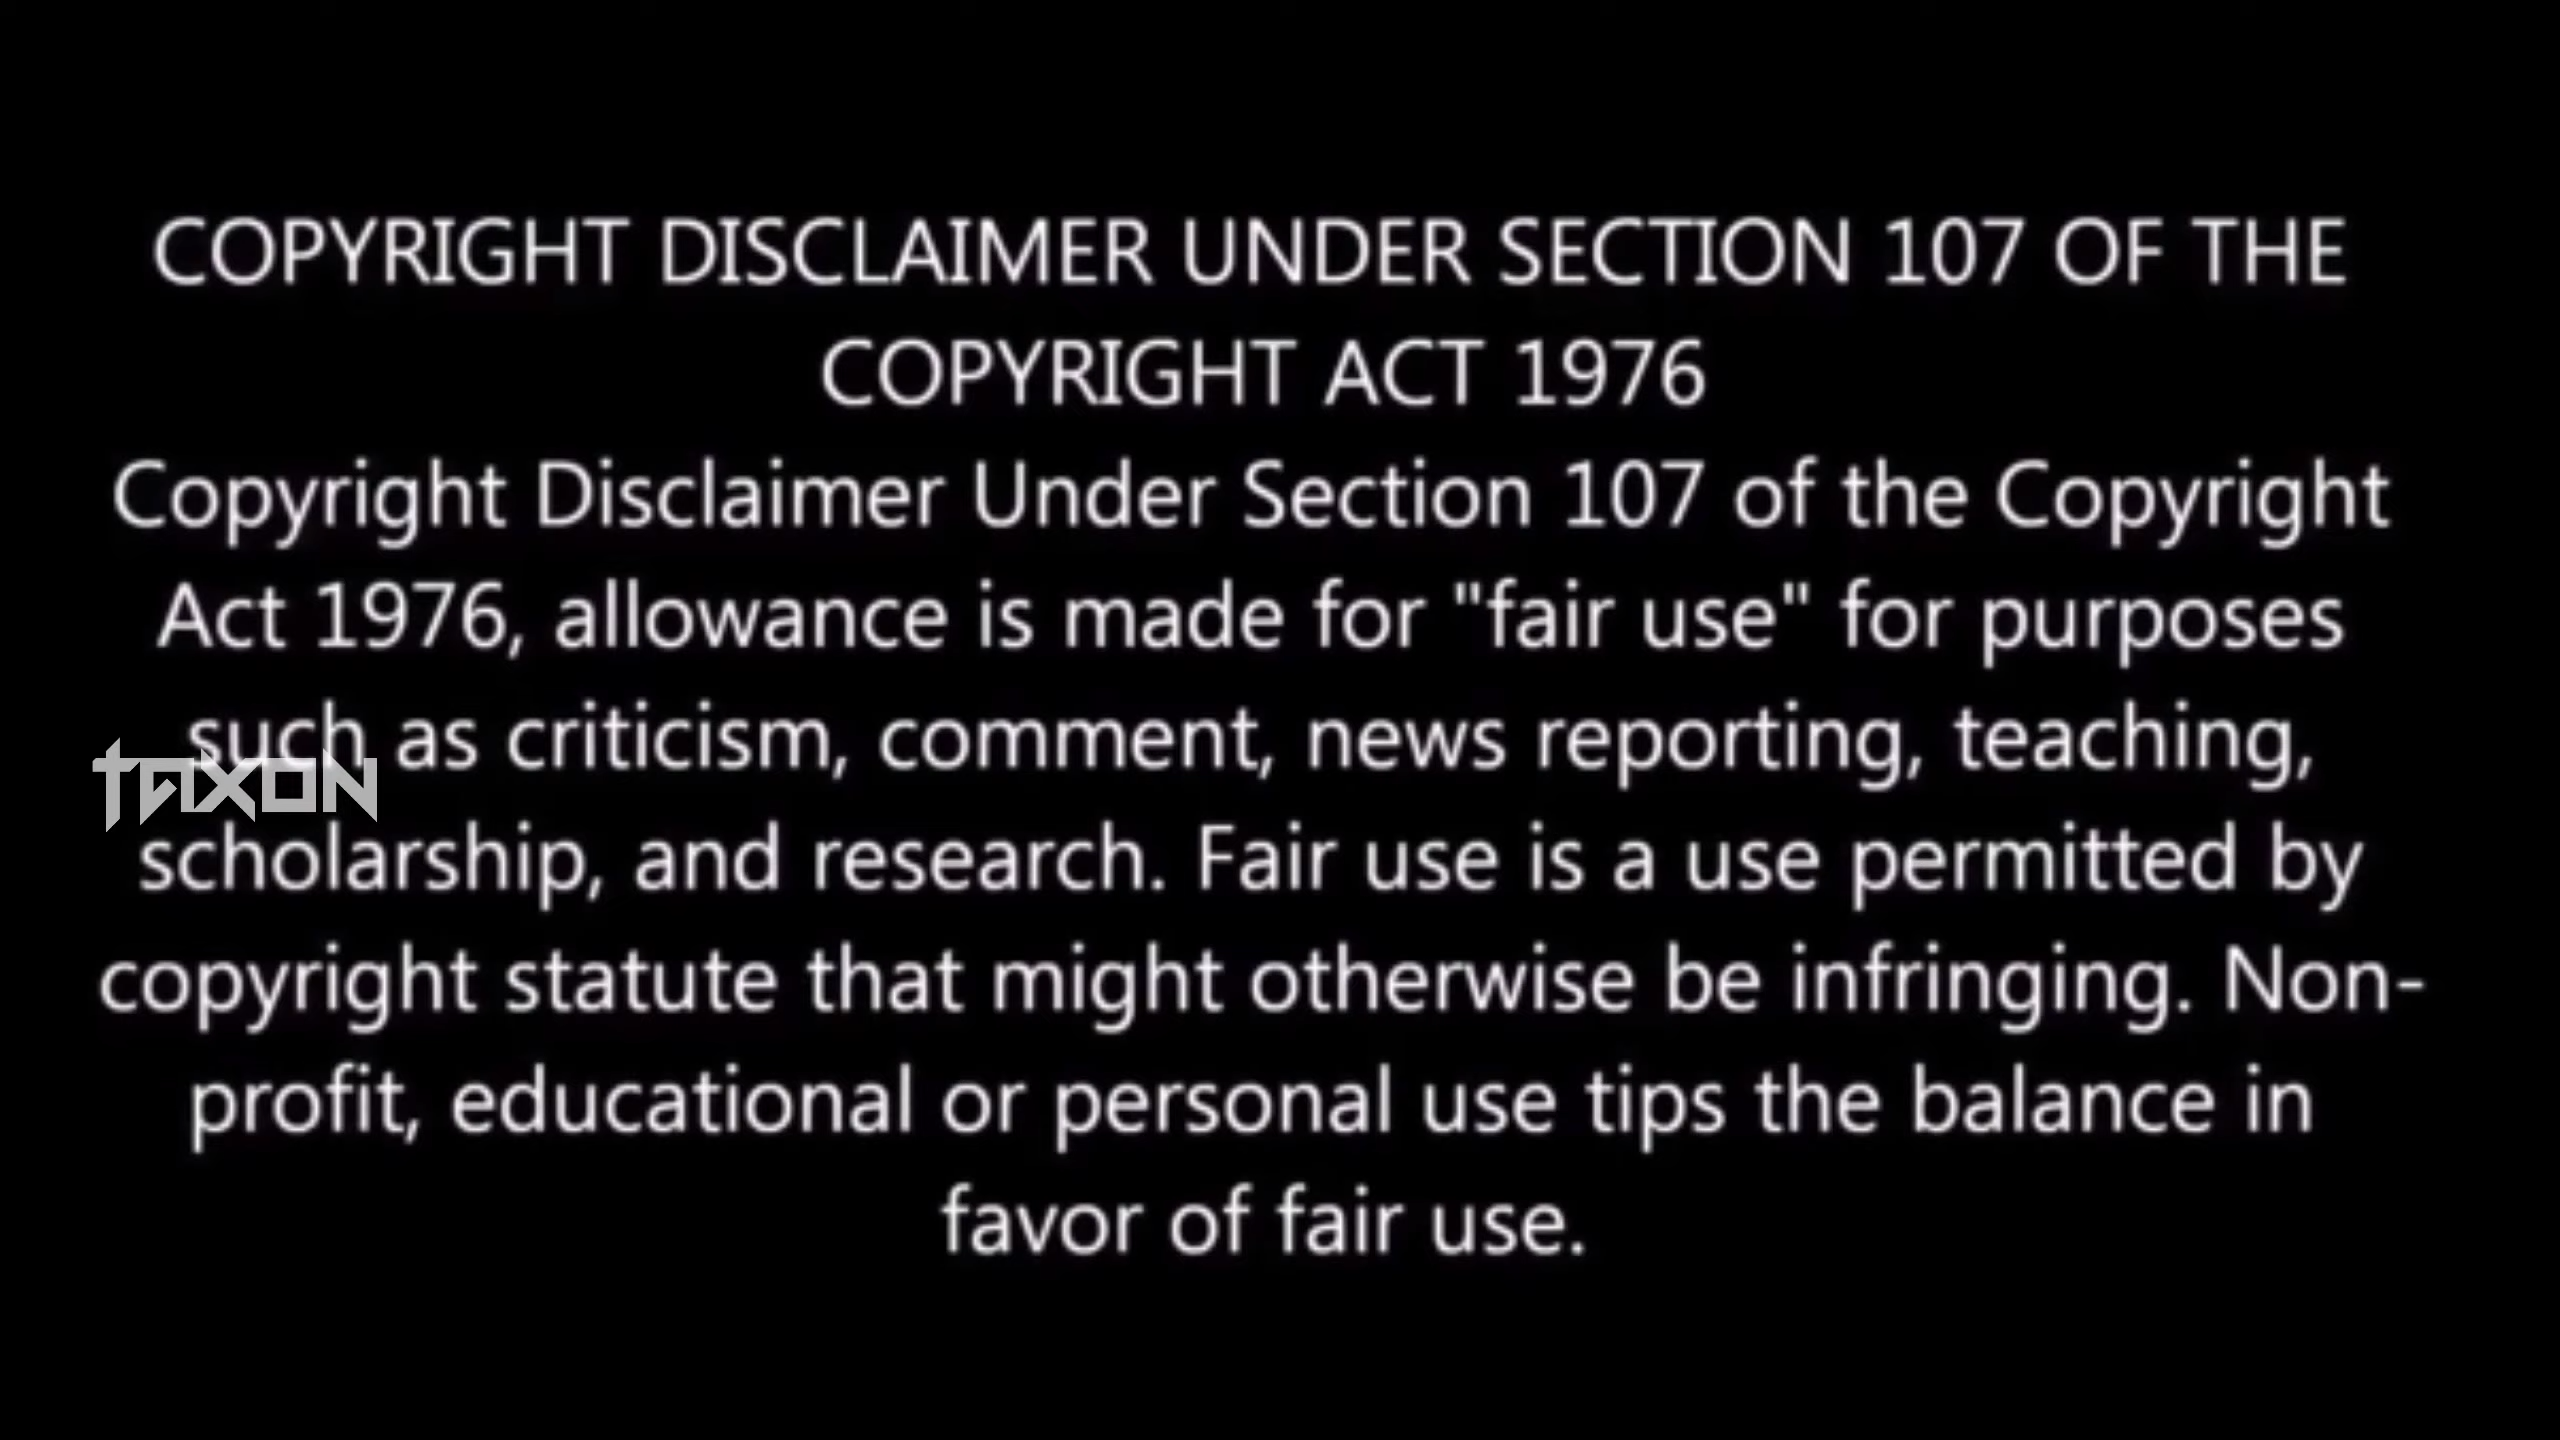 COPYRIGHT DISCLAIMER UNDER SECTION 107 OF THE
COPYRIGHT ACT 1976
Copyright Disclaimer Under Section 107 of the Copyright
Act 1976, allowance is made for "fair use" for purposes
such as criticism, comment, news reporting, teaching,
taxon
scholarship, and research. Fair use is a use permitted by
copyright statute that might otherwise be infringing. Non-
profit, educational or personal use tips the balance in
favor of fair use.